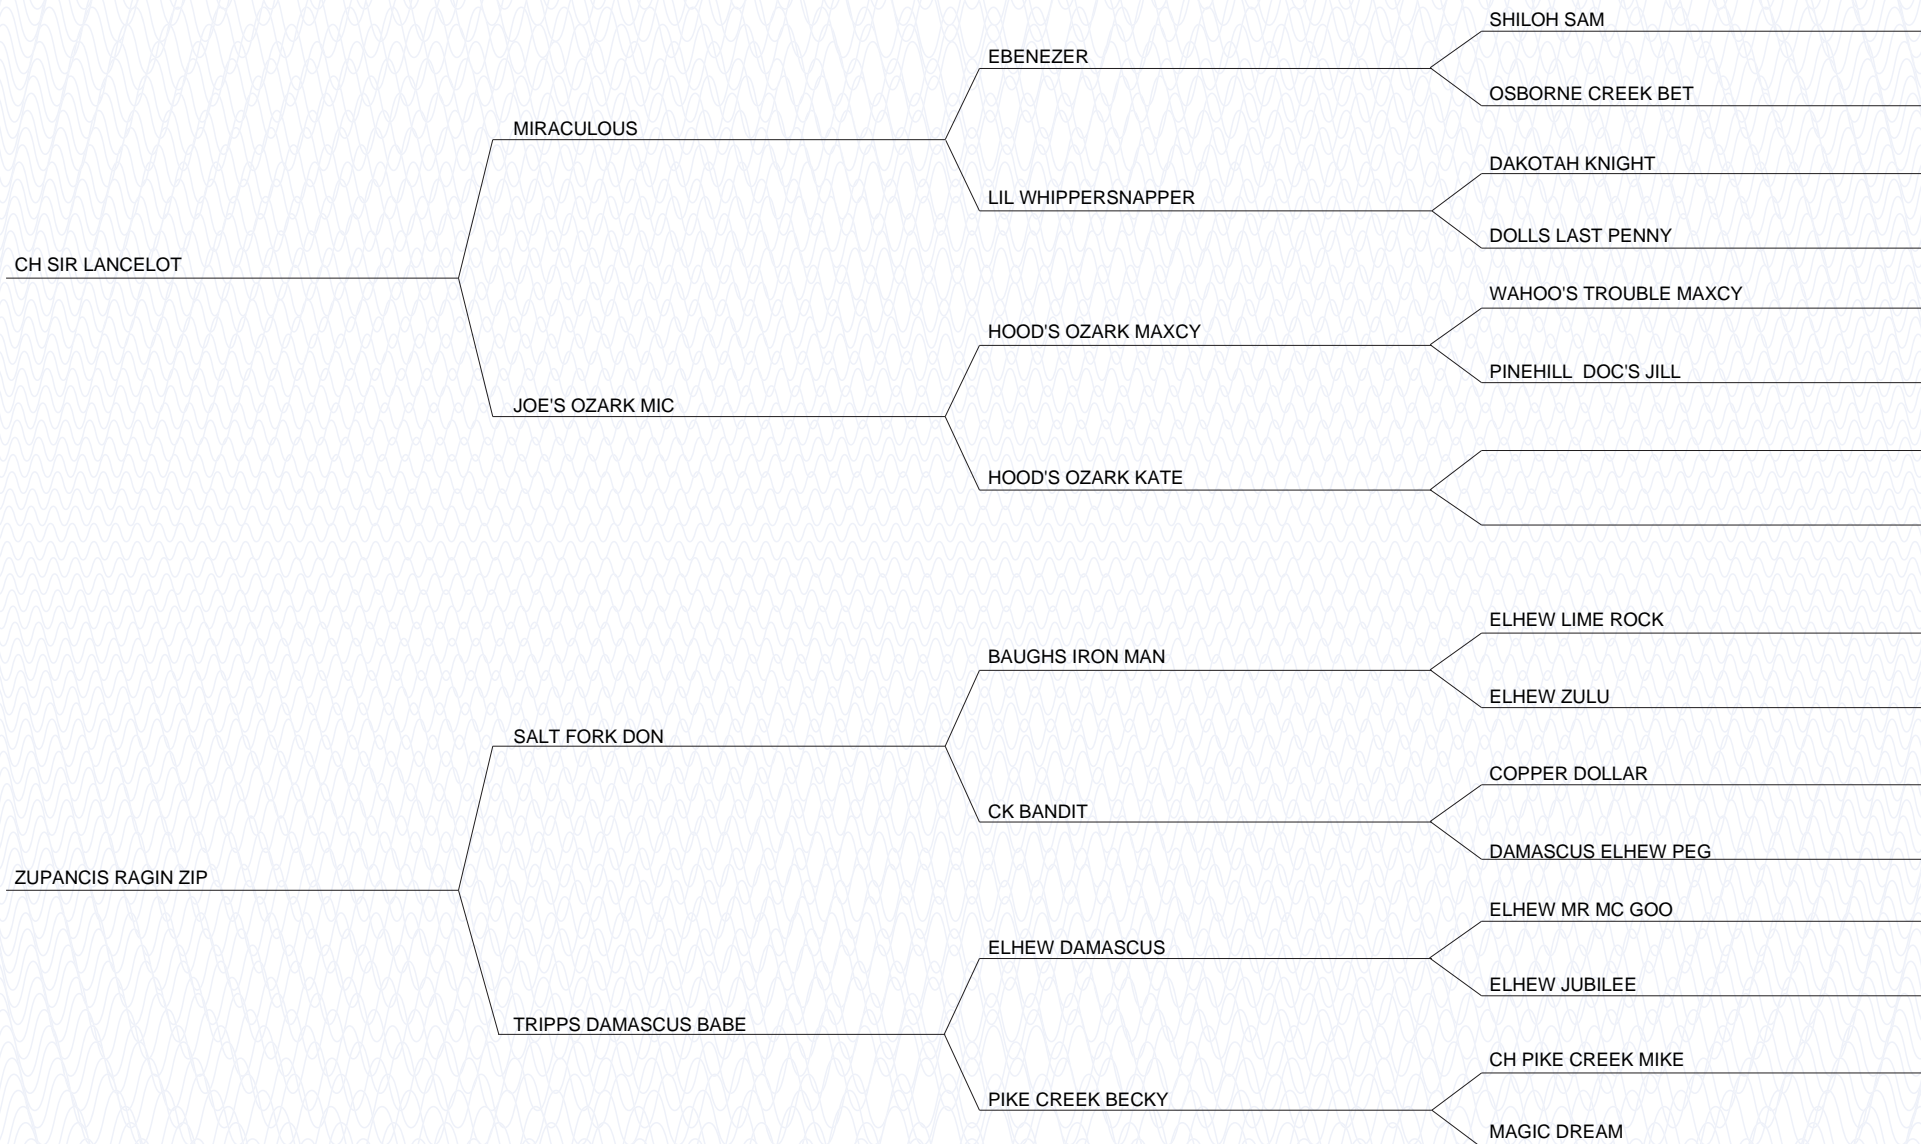 SHILOH SAM
EBENEZER
OSBORNE CREEK BET
MIRACULOUS
DAKOTAH KNIGHT
LIL WHIPPERSNAPPER
DOLLS LAST PENNY
CH SIR LANCELOT
WAHOO'S TROUBLE MAXCY
HOOD'S OZARK MAXCY
PINEHILL  DOC'S JILL
JOE'S OZARK MIC
HOOD'S OZARK KATE
ELHEW LIME ROCK
BAUGHS IRON MAN
ELHEW ZULU
SALT FORK DON
COPPER DOLLAR
CK BANDIT
DAMASCUS ELHEW PEG
ZUPANCIS RAGIN ZIP
ELHEW MR MC GOO
ELHEW DAMASCUS
ELHEW JUBILEE
TRIPPS DAMASCUS BABE
CH PIKE CREEK MIKE
PIKE CREEK BECKY
MAGIC DREAM